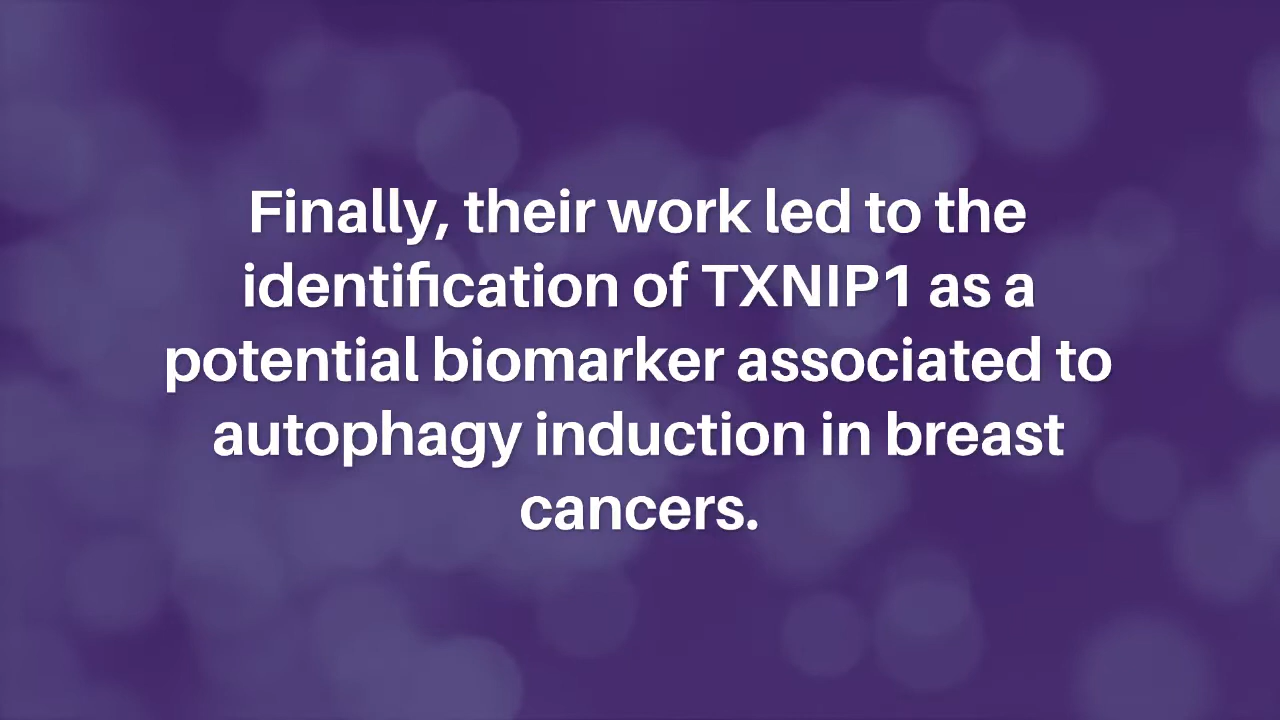 Finally, their work led to the
identification of TXNIP1 as a
potential biomarker associated to
autophagy induction in breast
cancers.